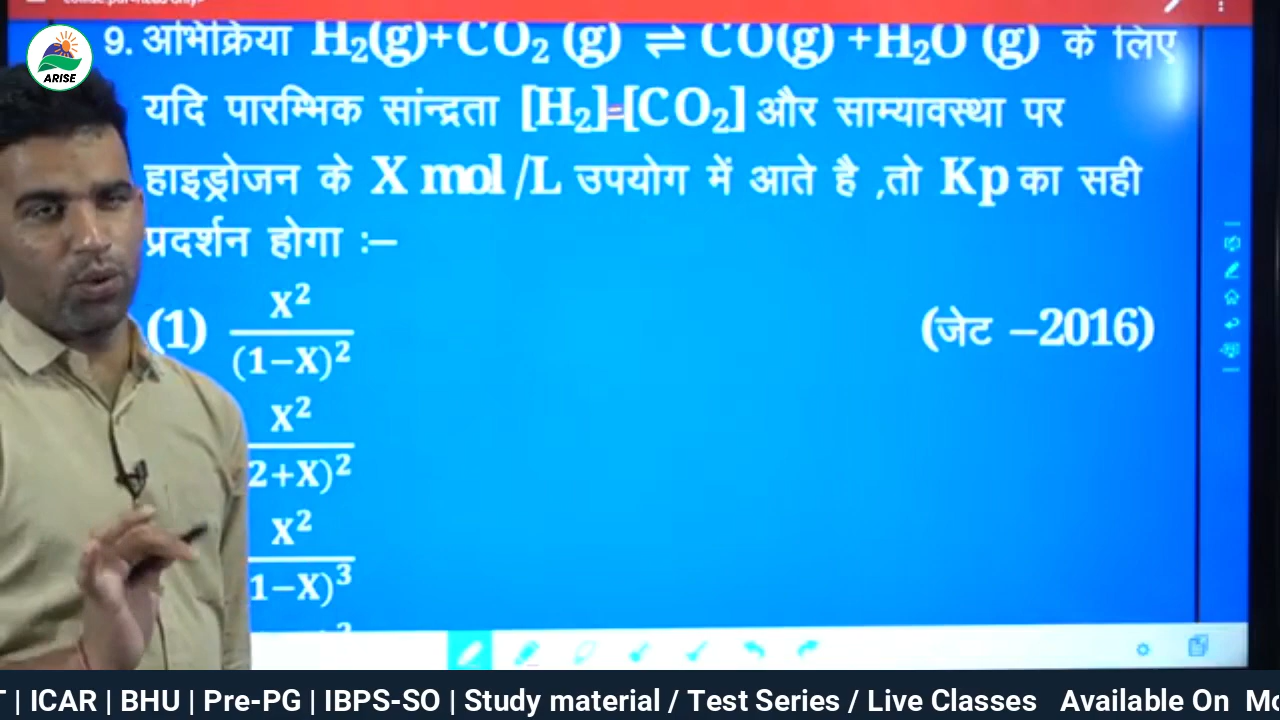 ARISE
9. अभिक्रिया H₂(g)+CO₂ (g) ⇌ CO(g) +H₂O (g) के लिए
यदि पारम्भिक सांन्द्रता [H₂]=[CO₂] और साम्यावस्था पर
हाइड्रोजन के X mol /L उपयोग में आते है ,तो Kp का सही
प्रदर्शन होगा :–
(1) X²
(1−X)²
(जेट –2016)
X²
2+X)²
X²
1−X)³
| ICAR | BHU | Pre-PG | IBPS-SO | Study material / Test Series / Live Classes Available On